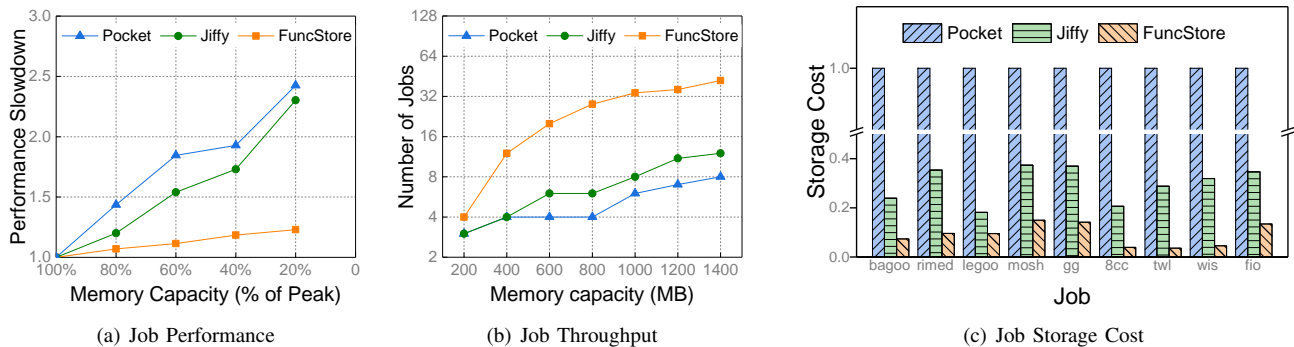 3.0
2.5
2.0
1.5
1.0
Performance Slowdown
Pocket Jiffy FuncStore
100% 80% 60% 40% 20% 0
Memory Capacity (% of Peak)
(a) Job Performance
128
64
32
16
8
4
2
Number of Jobs
Pocket Jiffy FuncStore
200 400 600 800 1000 1200 1400
Memory capacity (MB)
(b) Job Throughput
Pocket Jiffy FuncStore
1.0
0.4
0.2
0.0
Storage Cost
bagoo rimed legoo mosh gg 8cc twl wis fio
Job
(c) Job Storage Cost